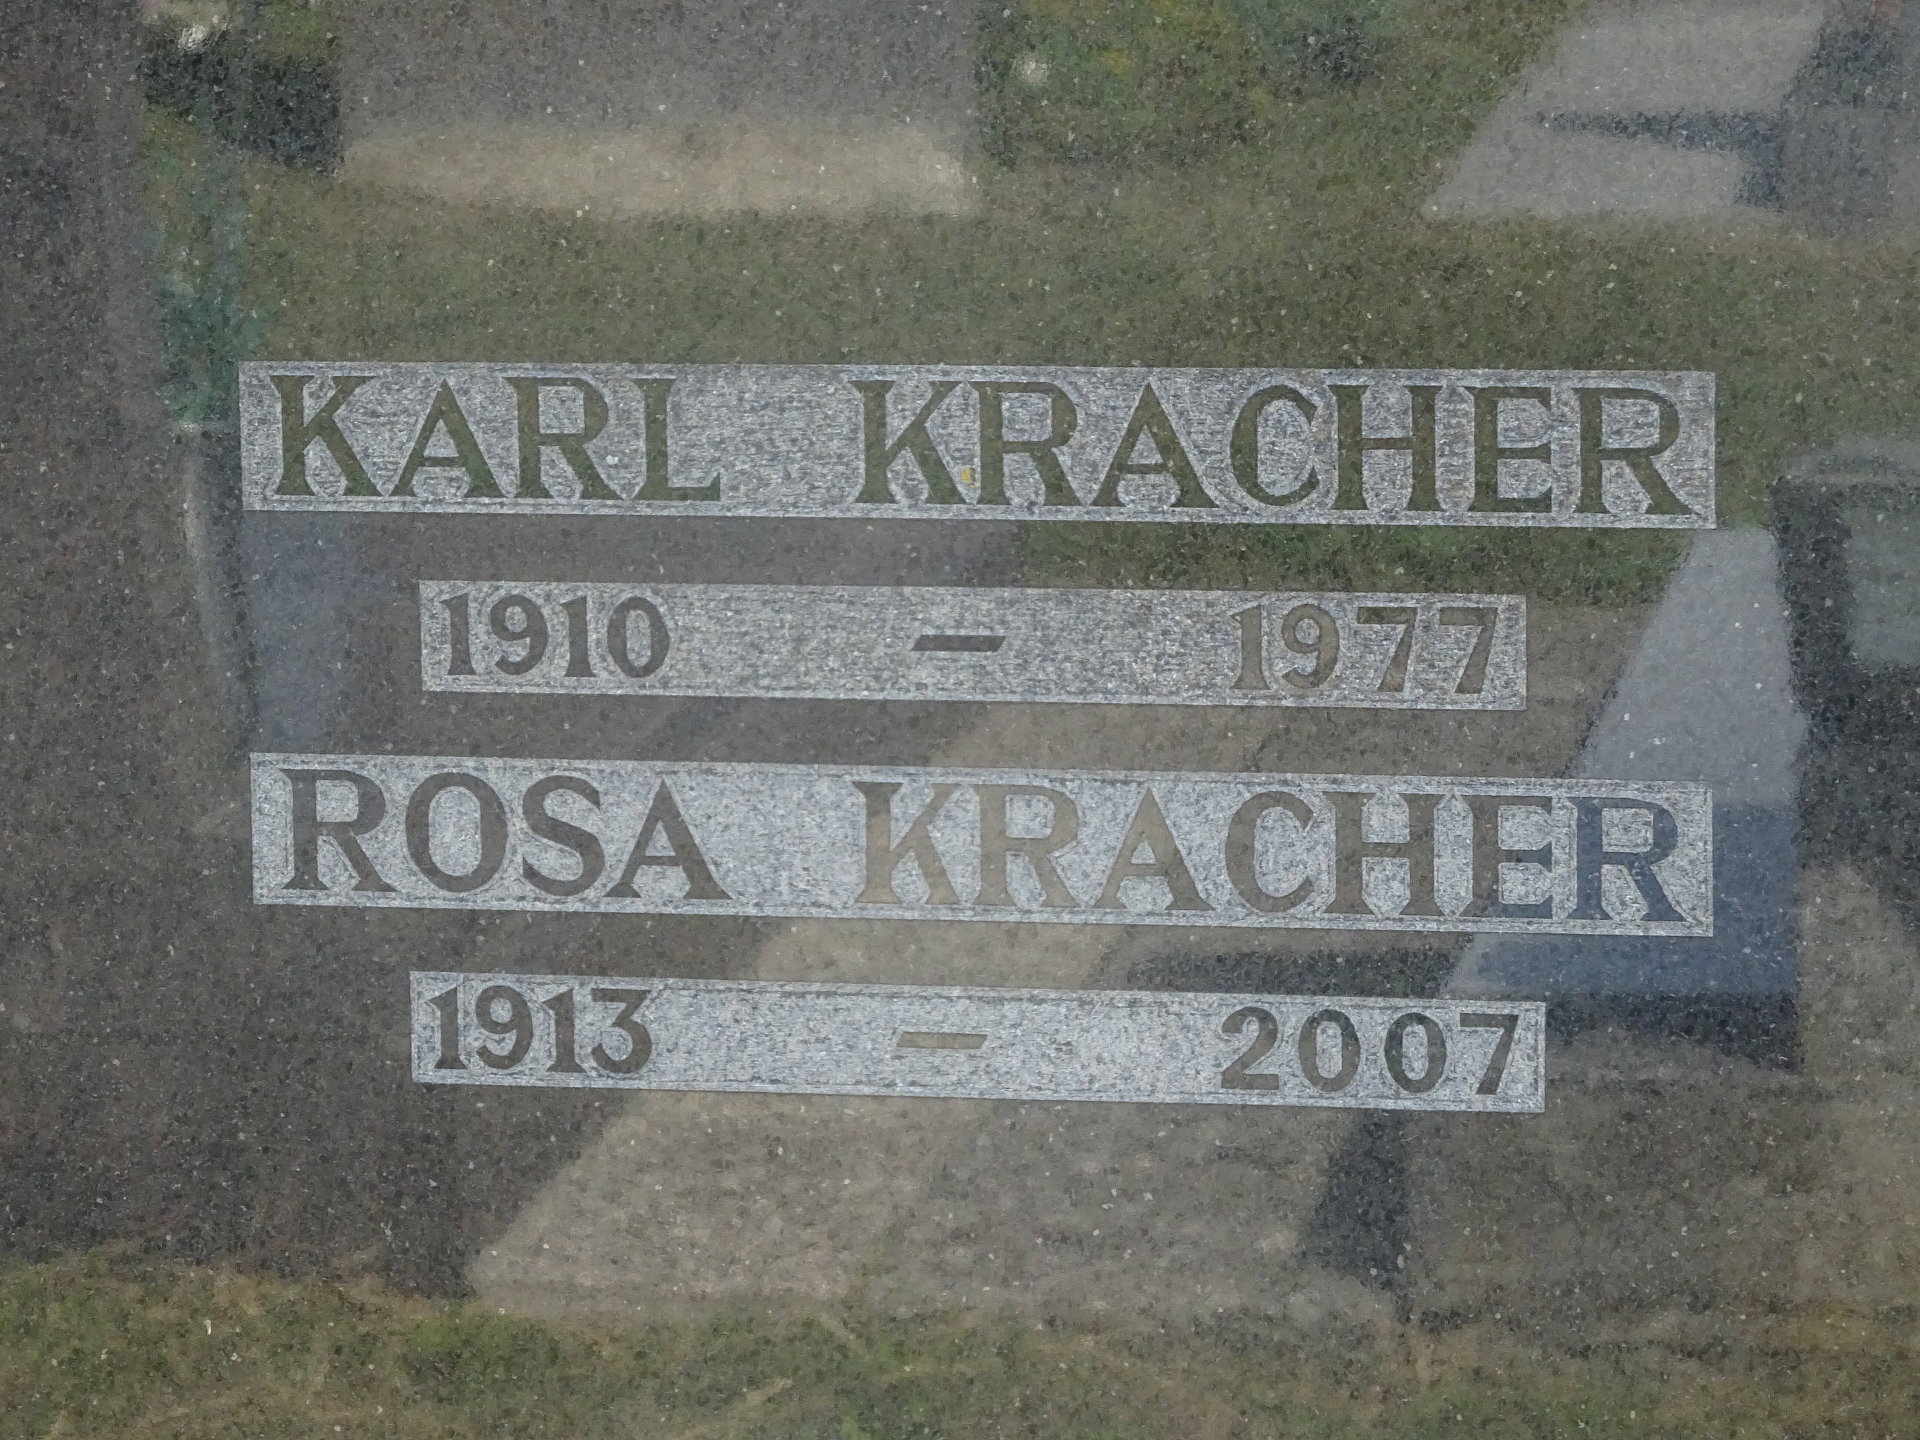 KARL KRACHER
1910 – 1977
ROSA KRACHER
1913 – 2007